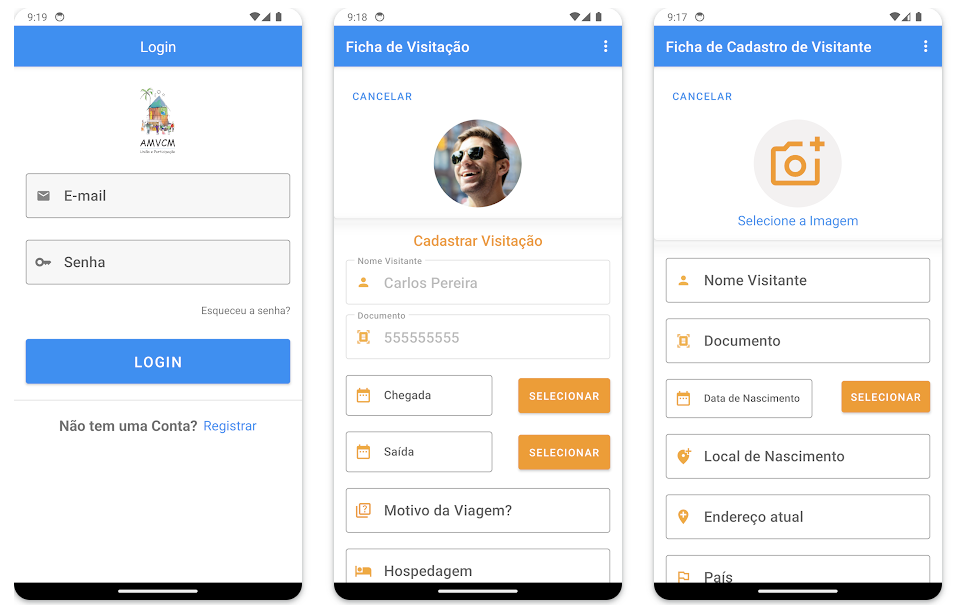 9:19
Login
AMVCM
União e Participação
E-mail
Senha
Esqueceu a senha?
LOGIN
Não tem uma Conta? Registrar
9:18
Ficha de Visitação
CANCELAR
Cadastrar Visitação
Nome Visitante
Carlos Pereira
Documento
555555555
Chegada
SELECIONAR
Saída
SELECIONAR
Motivo da Viagem?
Hospedagem
9:17
Ficha de Cadastro de Visitante
CANCELAR
Selecione a Imagem
Nome Visitante
Documento
Data de Nascimento
SELECIONAR
Local de Nascimento
Endereço atual
País